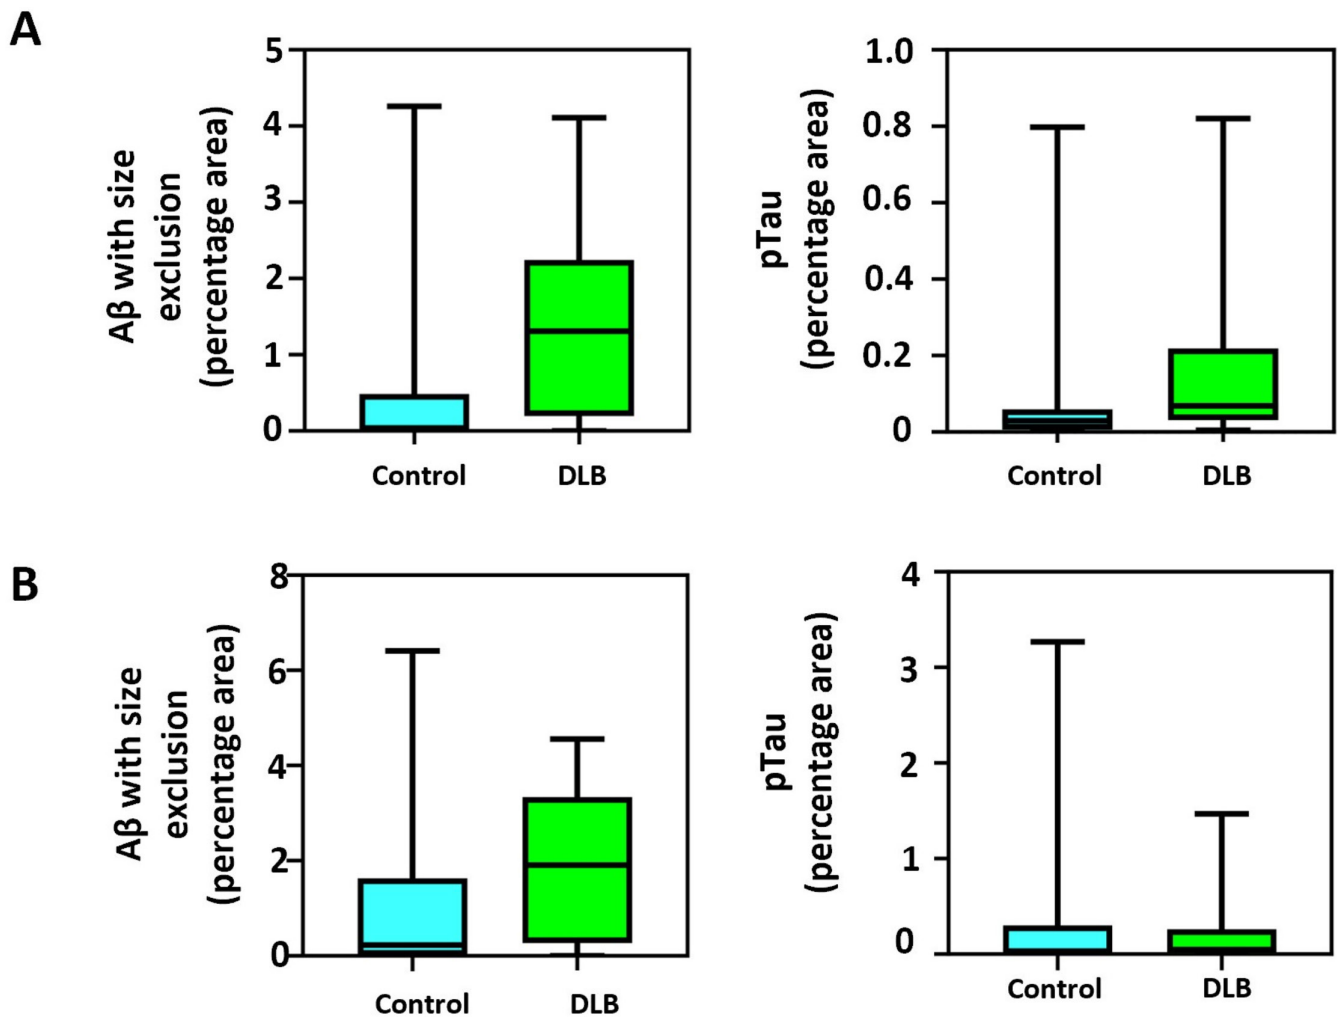 A
Aβ with size
exclusion
(percentage area)
5
4
3
2
1
0
Control
DLB
pTau
(percentage area)
1.0
0.8
0.6
0.4
0.2
0
Control
DLB
B
Aβ with size
exclusion
(percentage area)
8
6
4
2
0
Control
DLB
pTau
(percentage area)
4
3
2
1
0
Control
DLB